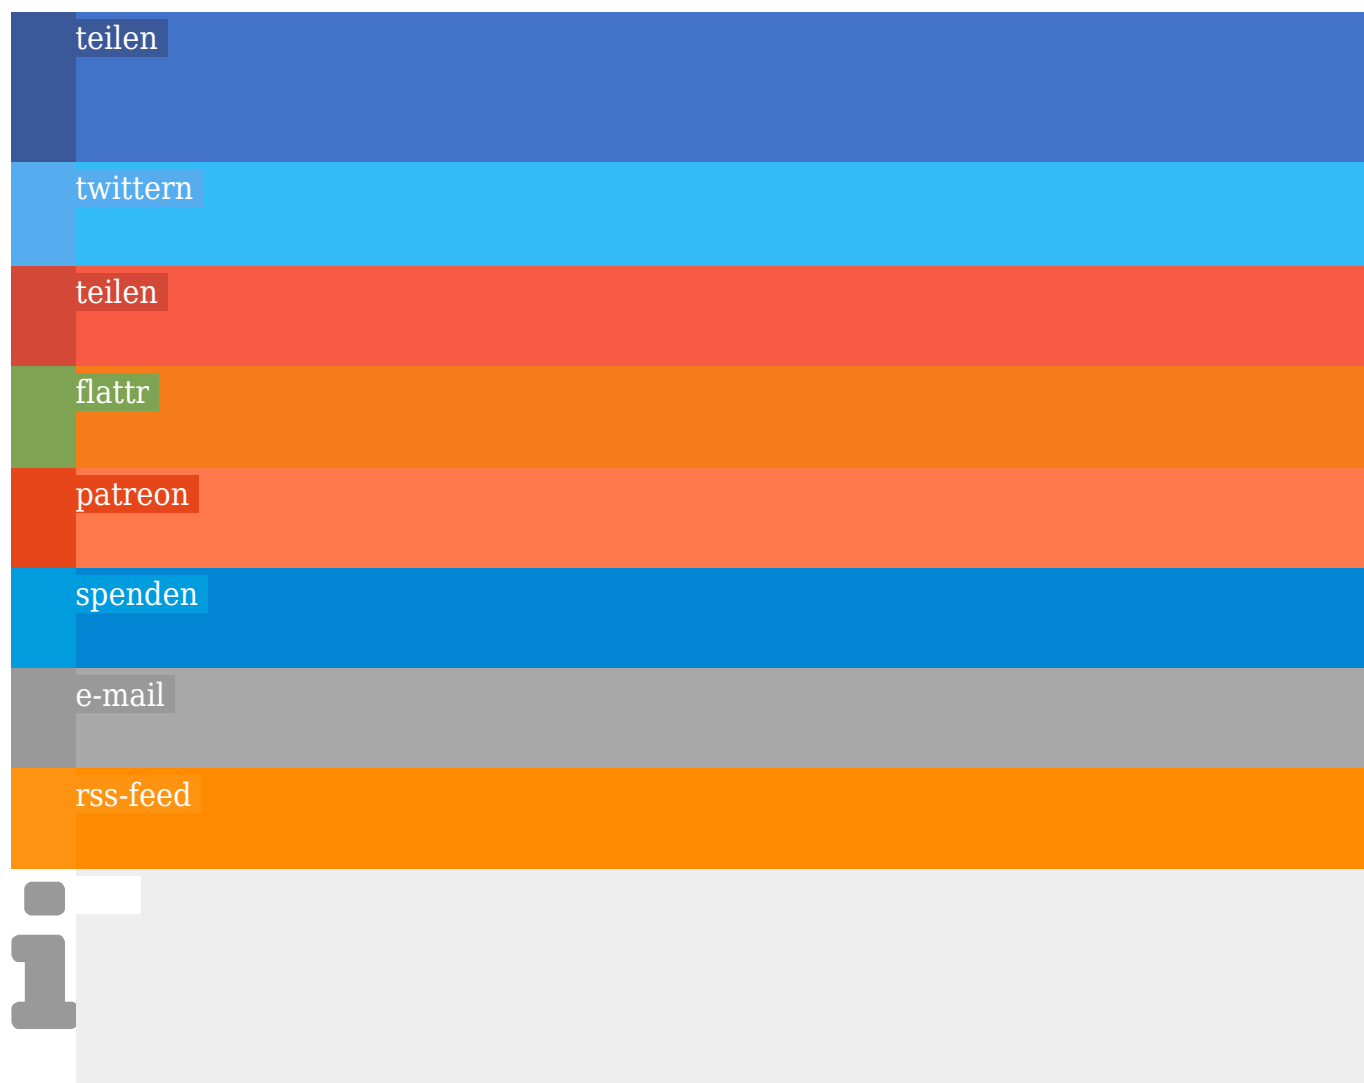 teilen
twittern
teilen
flattr
patreon
spenden
e-mail
rss-feed
i